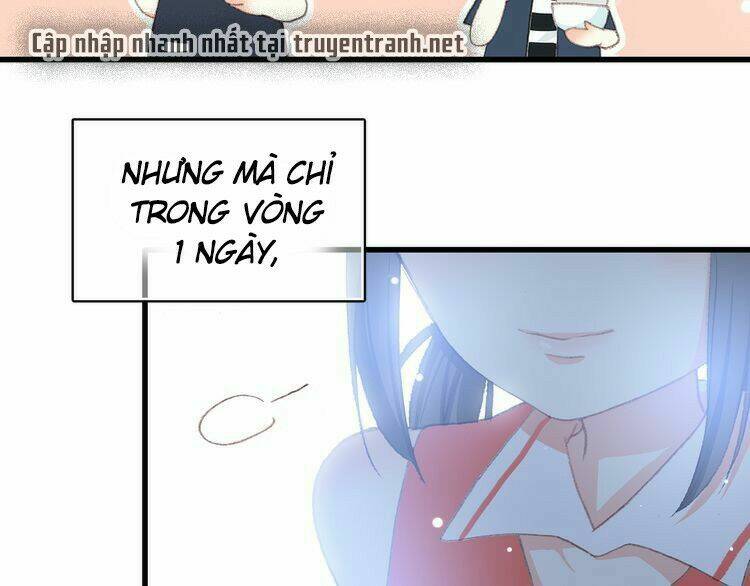 Cập nhập nhanh nhất tại truyentranh.net
NHƯNG MÀ CHỈ
TRONG VÒNG
1 NGÀY,